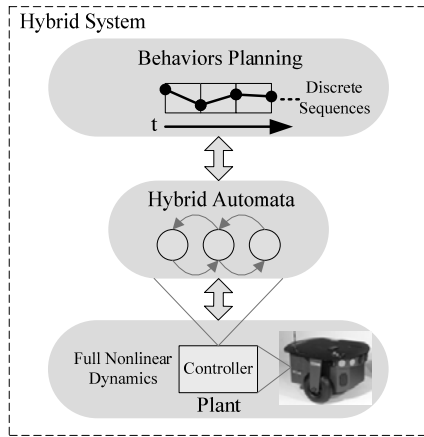 Hybrid System
Behaviors Planning
Discrete
Sequences
t
Hybrid Automata
Full Nonlinear
Dynamics
Controller
Plant